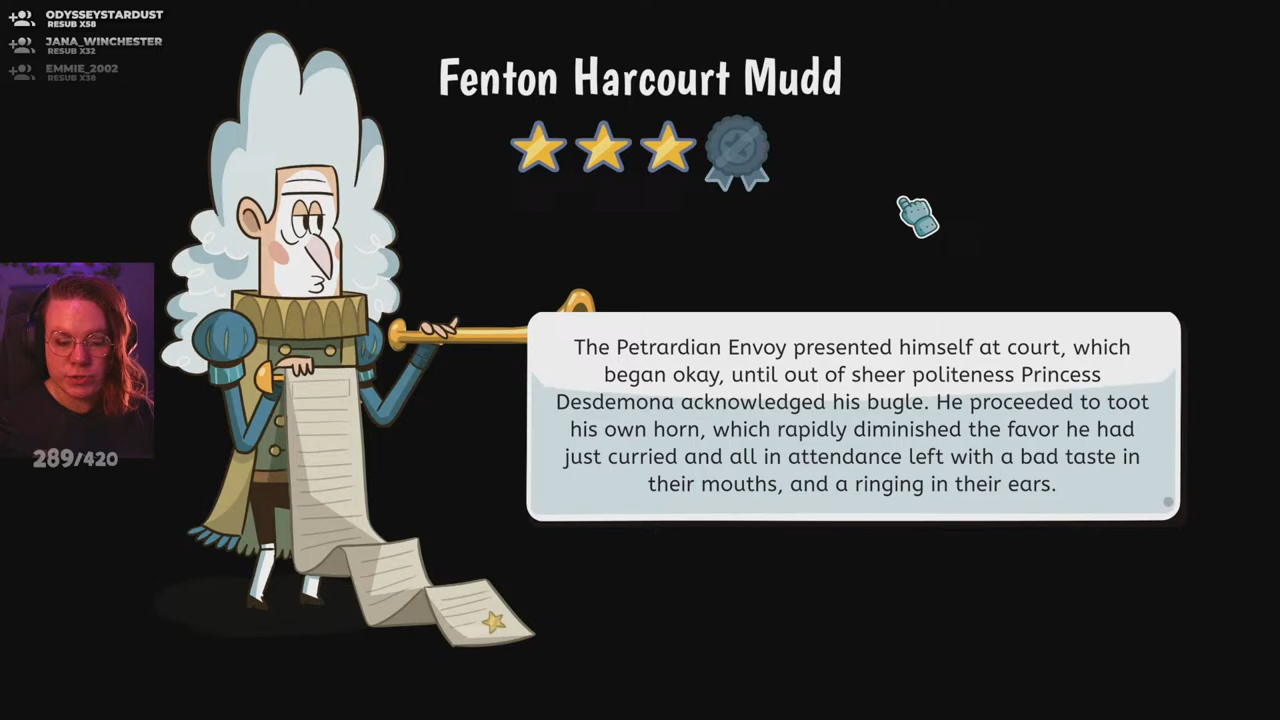 ODYSSEYSTARDUST
RESUB X58
JANA_WINCHESTER
RESUB X32
EMMIE_2002
RESUB X38
Fenton Harcourt Mudd
The Petrardian Envoy presented himself at court, which
began okay, until out of sheer politeness Princess
Desdemona acknowledged his bugle. He proceeded to toot
his own horn, which rapidly diminished the favor he had
just curried and all in attendance left with a bad taste in
their mouths, and a ringing in their ears.
289/420